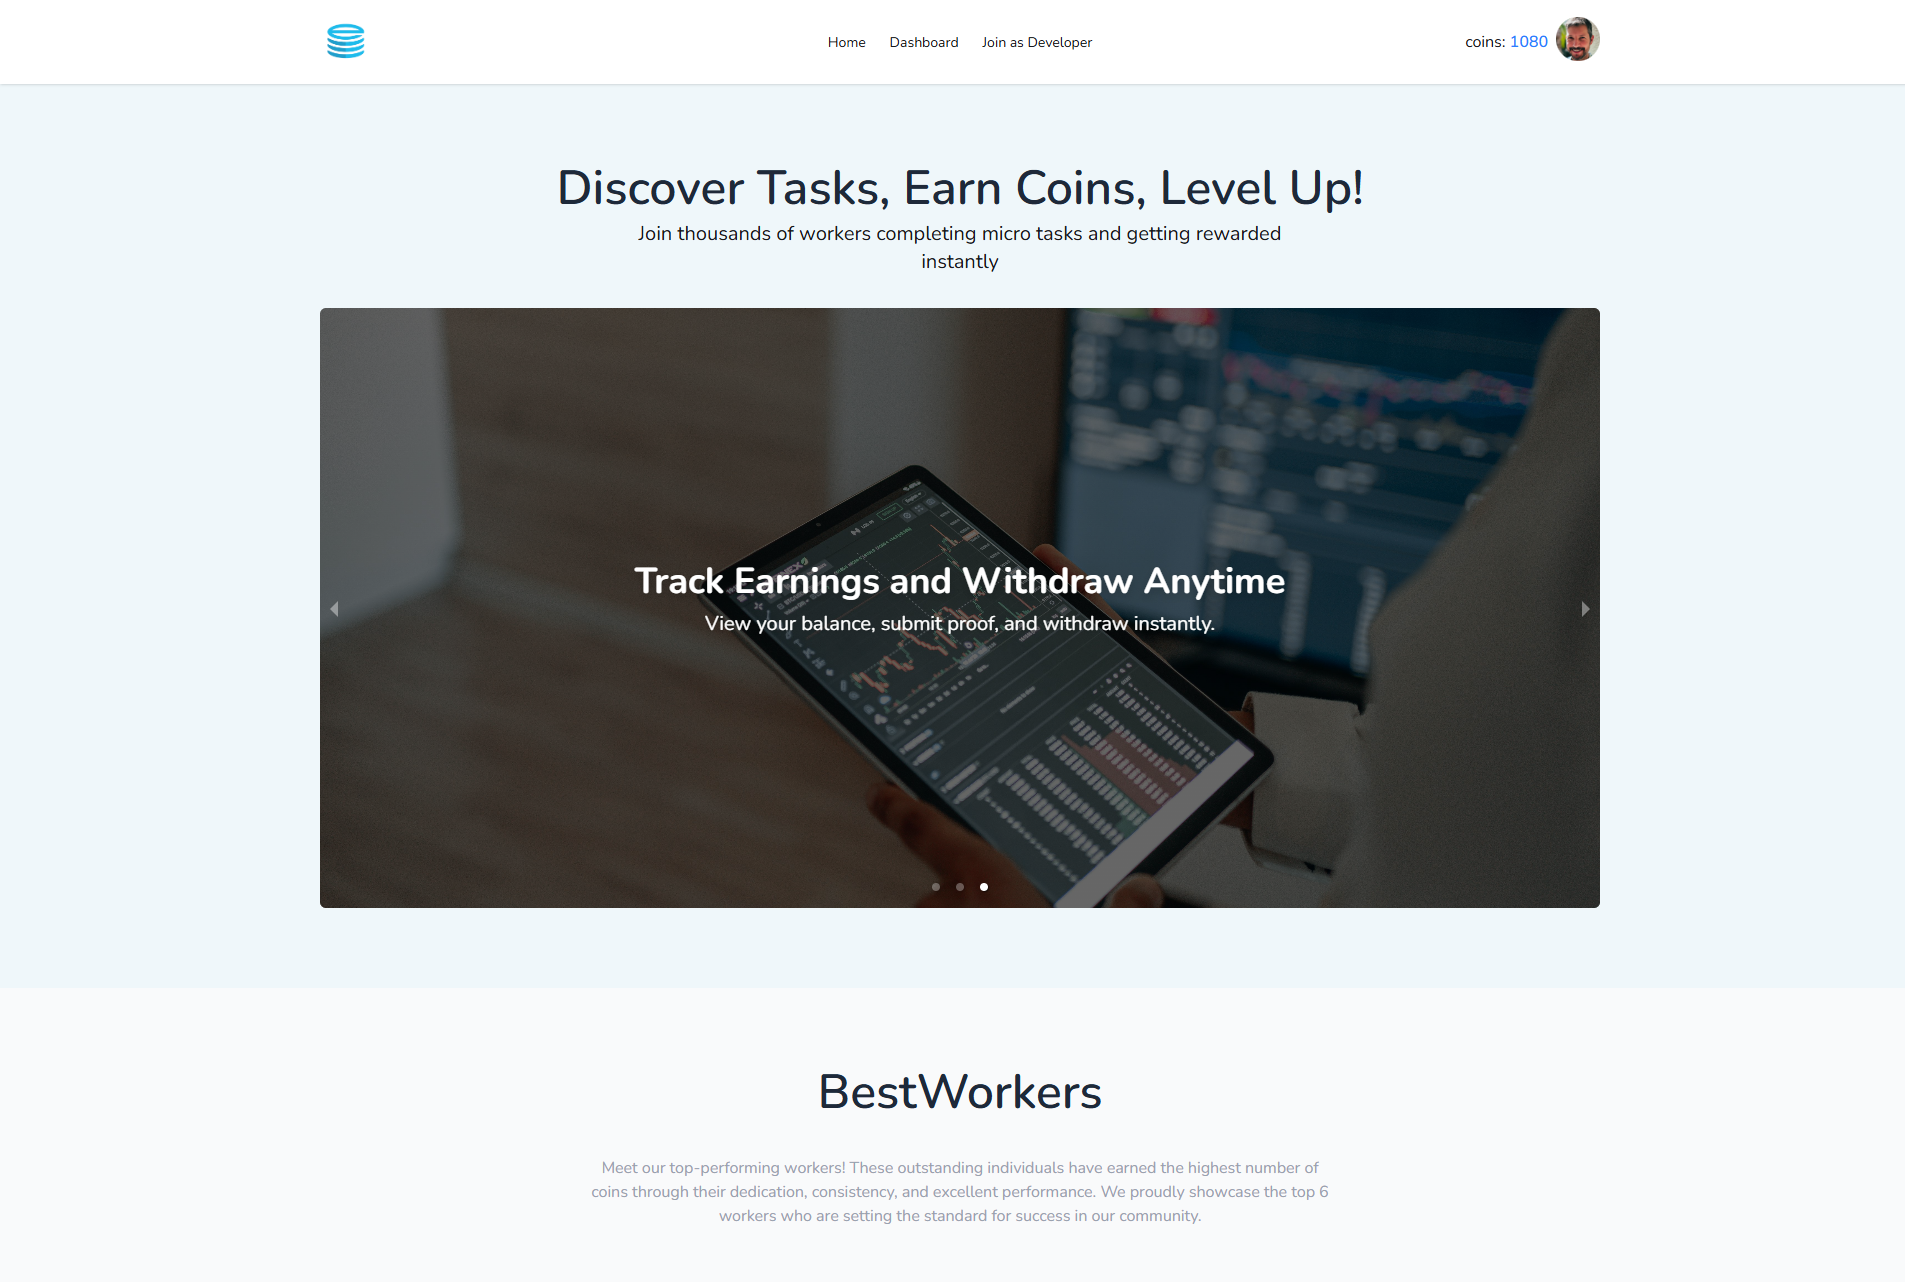 Home Dashboard Join as Developer coins: 1080
Discover Tasks, Earn Coins, Level Up!
Join thousands of workers completing micro tasks and getting rewarded
instantly
Track Earnings and Withdraw Anytime
View your balance, submit proof, and withdraw instantly.
BestWorkers
Meet our top-performing workers! These outstanding individuals have earned the highest number of
coins through their dedication, consistency, and excellent performance. We proudly showcase the top 6
workers who are setting the standard for success in our community.